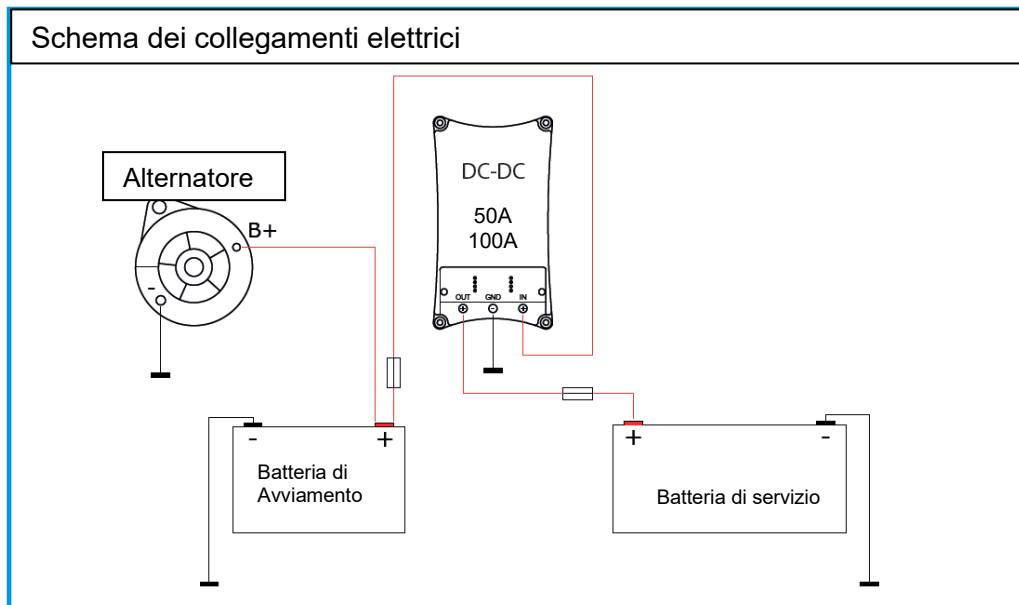 Schema dei collegamenti elettrici
Alternatore
B+
-
DC-DC
50A
100A
OUT GND IN
- +
Batteria di
Avviamento
+ -
Batteria di servizio